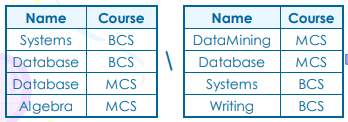 Name Course Name Course
Systems BCS DataMining MCS
Database BCS \ Database MCS
Database MCS Systems BCS
Algebra MCS Writing BCS